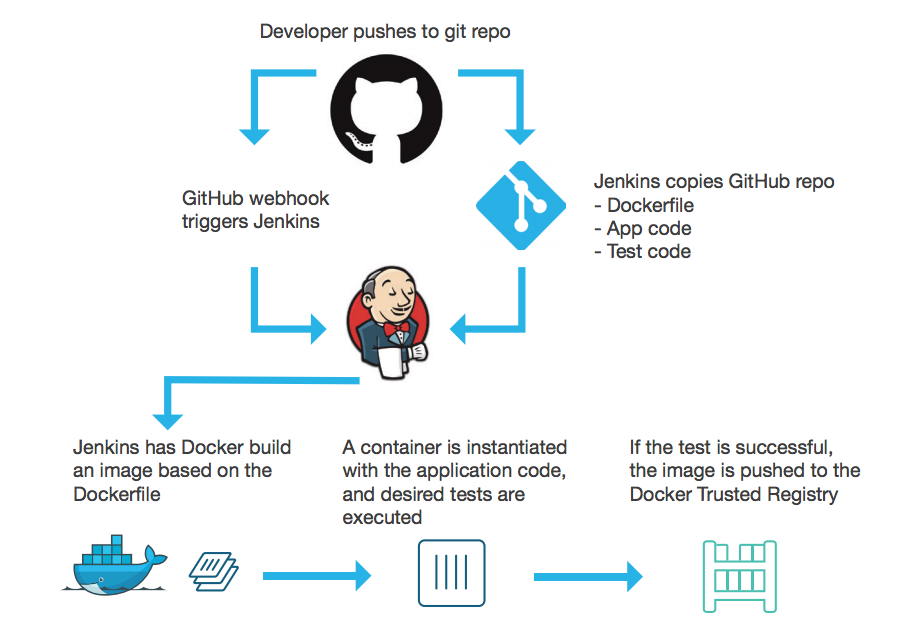 Developer pushes to git repo
GitHub webhook
triggers Jenkins
Jenkins copies GitHub repo
- Dockerfile
- App code
- Test code
Jenkins has Docker build
an image based on the
Dockerfile
A container is instantiated
with the application code,
and desired tests are
executed
If the test is successful,
the image is pushed to the
Docker Trusted Registry